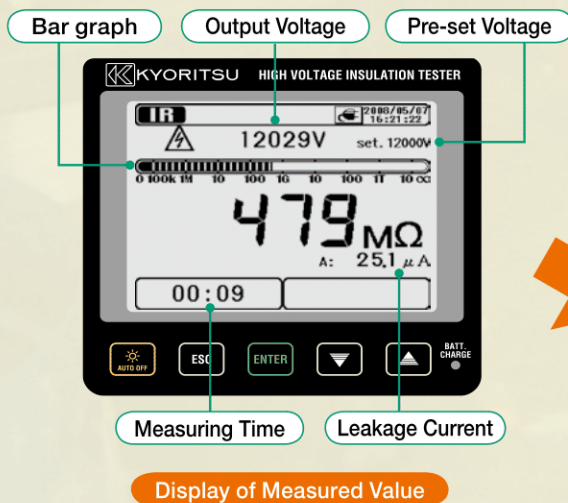 Bar graph
Output Voltage
Pre-set Voltage
KYORITSU HIGH VOLTAGE INSULATION TESTER
IR
2008/05/07
16:21:22
12029V
set. 12000V
0 100k 1M 10 100 1G 10 100 1T 10 ∞
479 MΩ
A: 25.1 μA
00:09
AUTO OFF
ESC
ENTER
BATT.
CHARGE
Measuring Time
Leakage Current
Display of Measured Value